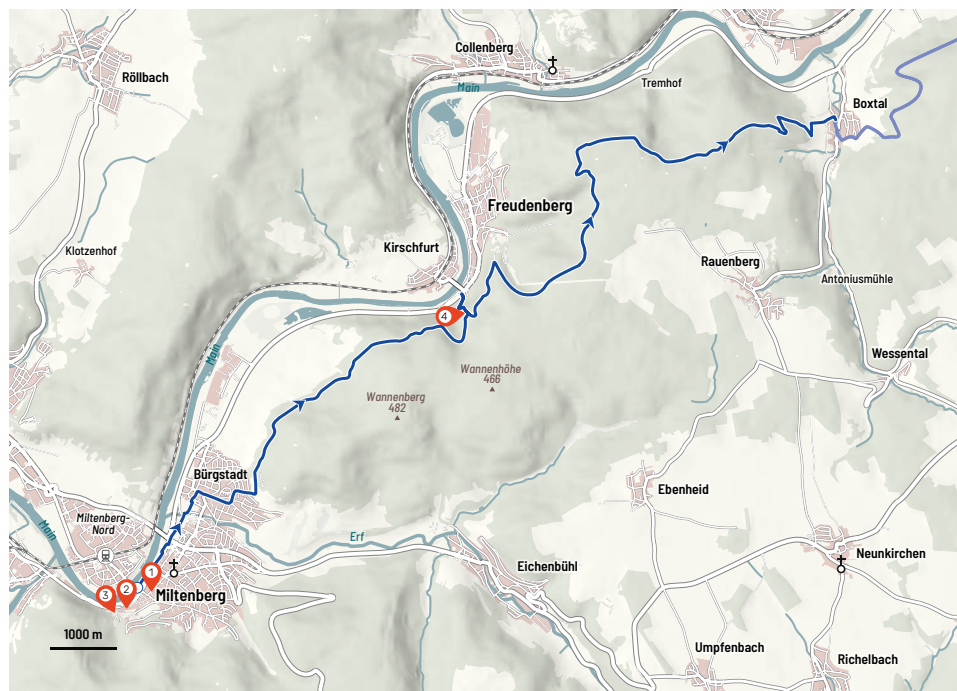 Collenberg
Röllbach
Main
Tremhof
Boxtal
Freudenberg
Kirschfurt
Klotzenhof
Rauenberg
Antoniusmühle
4
Main
Wessental
Wannenhöhe
466
Wannenberg
482
Bürgstadt
Ebenheid
Miltenberg-
Nord
Main
Erf
Neunkirchen
Eichenbühl
1
2
3
Miltenberg
1000 m
Umpfenbach
Richelbach